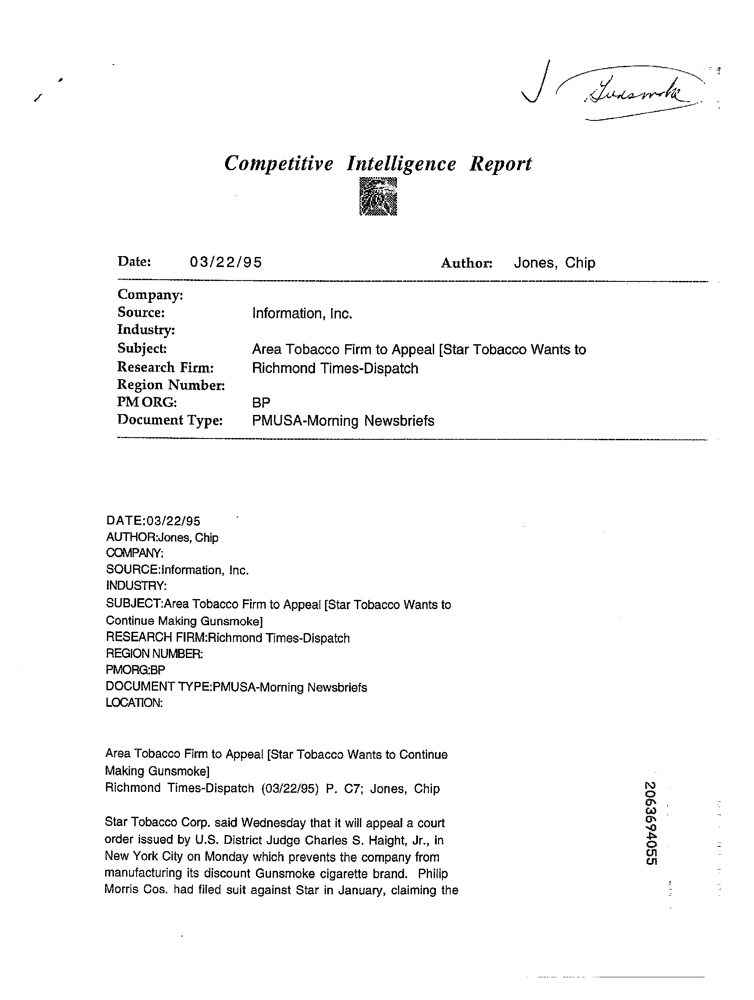 Gunsmoke
Competitive Intelligence Report
Date: 03/22/95 Author: Jones, Chip
Company:
Source: Information, Inc.
Industry:
Subject: Area Tobacco Firm to Appeal [Star Tobacco Wants to
Research Firm: Richmond Times-Dispatch
Region Number:
PM ORG: BP
Document Type: PMUSA-Morning Newsbriefs
DATE:03/22/95
AUTHOR:Jones, Chip
COMPANY:
SOURCE:Information, Inc.
INDUSTRY:
SUBJECT:Area Tobacco Firm to Appeal [Star Tobacco Wants to
Continue Making Gunsmoke]
RESEARCH FIRM:Richmond Times-Dispatch
REGION NUMBER:
PMORG:BP
DOCUMENT TYPE:PMUSA-Morning Newsbriefs
LOCATION:
Area Tobacco Firm to Appeal [Star Tobacco Wants to Continue
Making Gunsmoke]
Richmond Times-Dispatch (03/22/95) P. C7; Jones, Chip
Star Tobacco Corp. said Wednesday that it will appeal a court
order issued by U.S. District Judge Charles S. Haight, Jr., in
New York City on Monday which prevents the company from
manufacturing its discount Gunsmoke cigarette brand. Philip
Morris Cos. had filed suit against Star in January, claiming the
2063694055